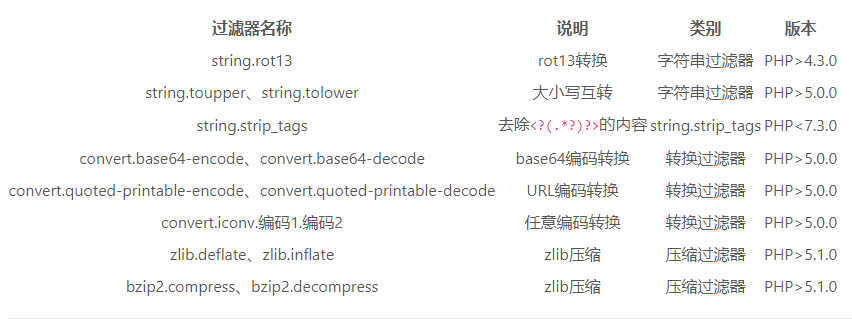 过滤器名称 说明 类别 版本
string.rot13 rot13转换 字符串过滤器 PHP>4.3.0
string.toupper、string.tolower 大小写互转 字符串过滤器 PHP>5.0.0
string.strip_tags 去除<?(.*?)?>的内容 string.strip_tags PHP<7.3.0
convert.base64-encode、convert.base64-decode base64编码转换 转换过滤器 PHP>5.0.0
convert.quoted-printable-encode、convert.quoted-printable-decode URL编码转换 转换过滤器 PHP>5.0.0
convert.iconv.编码1.编码2 任意编码转换 转换过滤器 PHP>5.0.0
zlib.deflate、zlib.inflate zlib压缩 压缩过滤器 PHP>5.1.0
bzip2.compress、bzip2.decompress zlib压缩 压缩过滤器 PHP>5.1.0